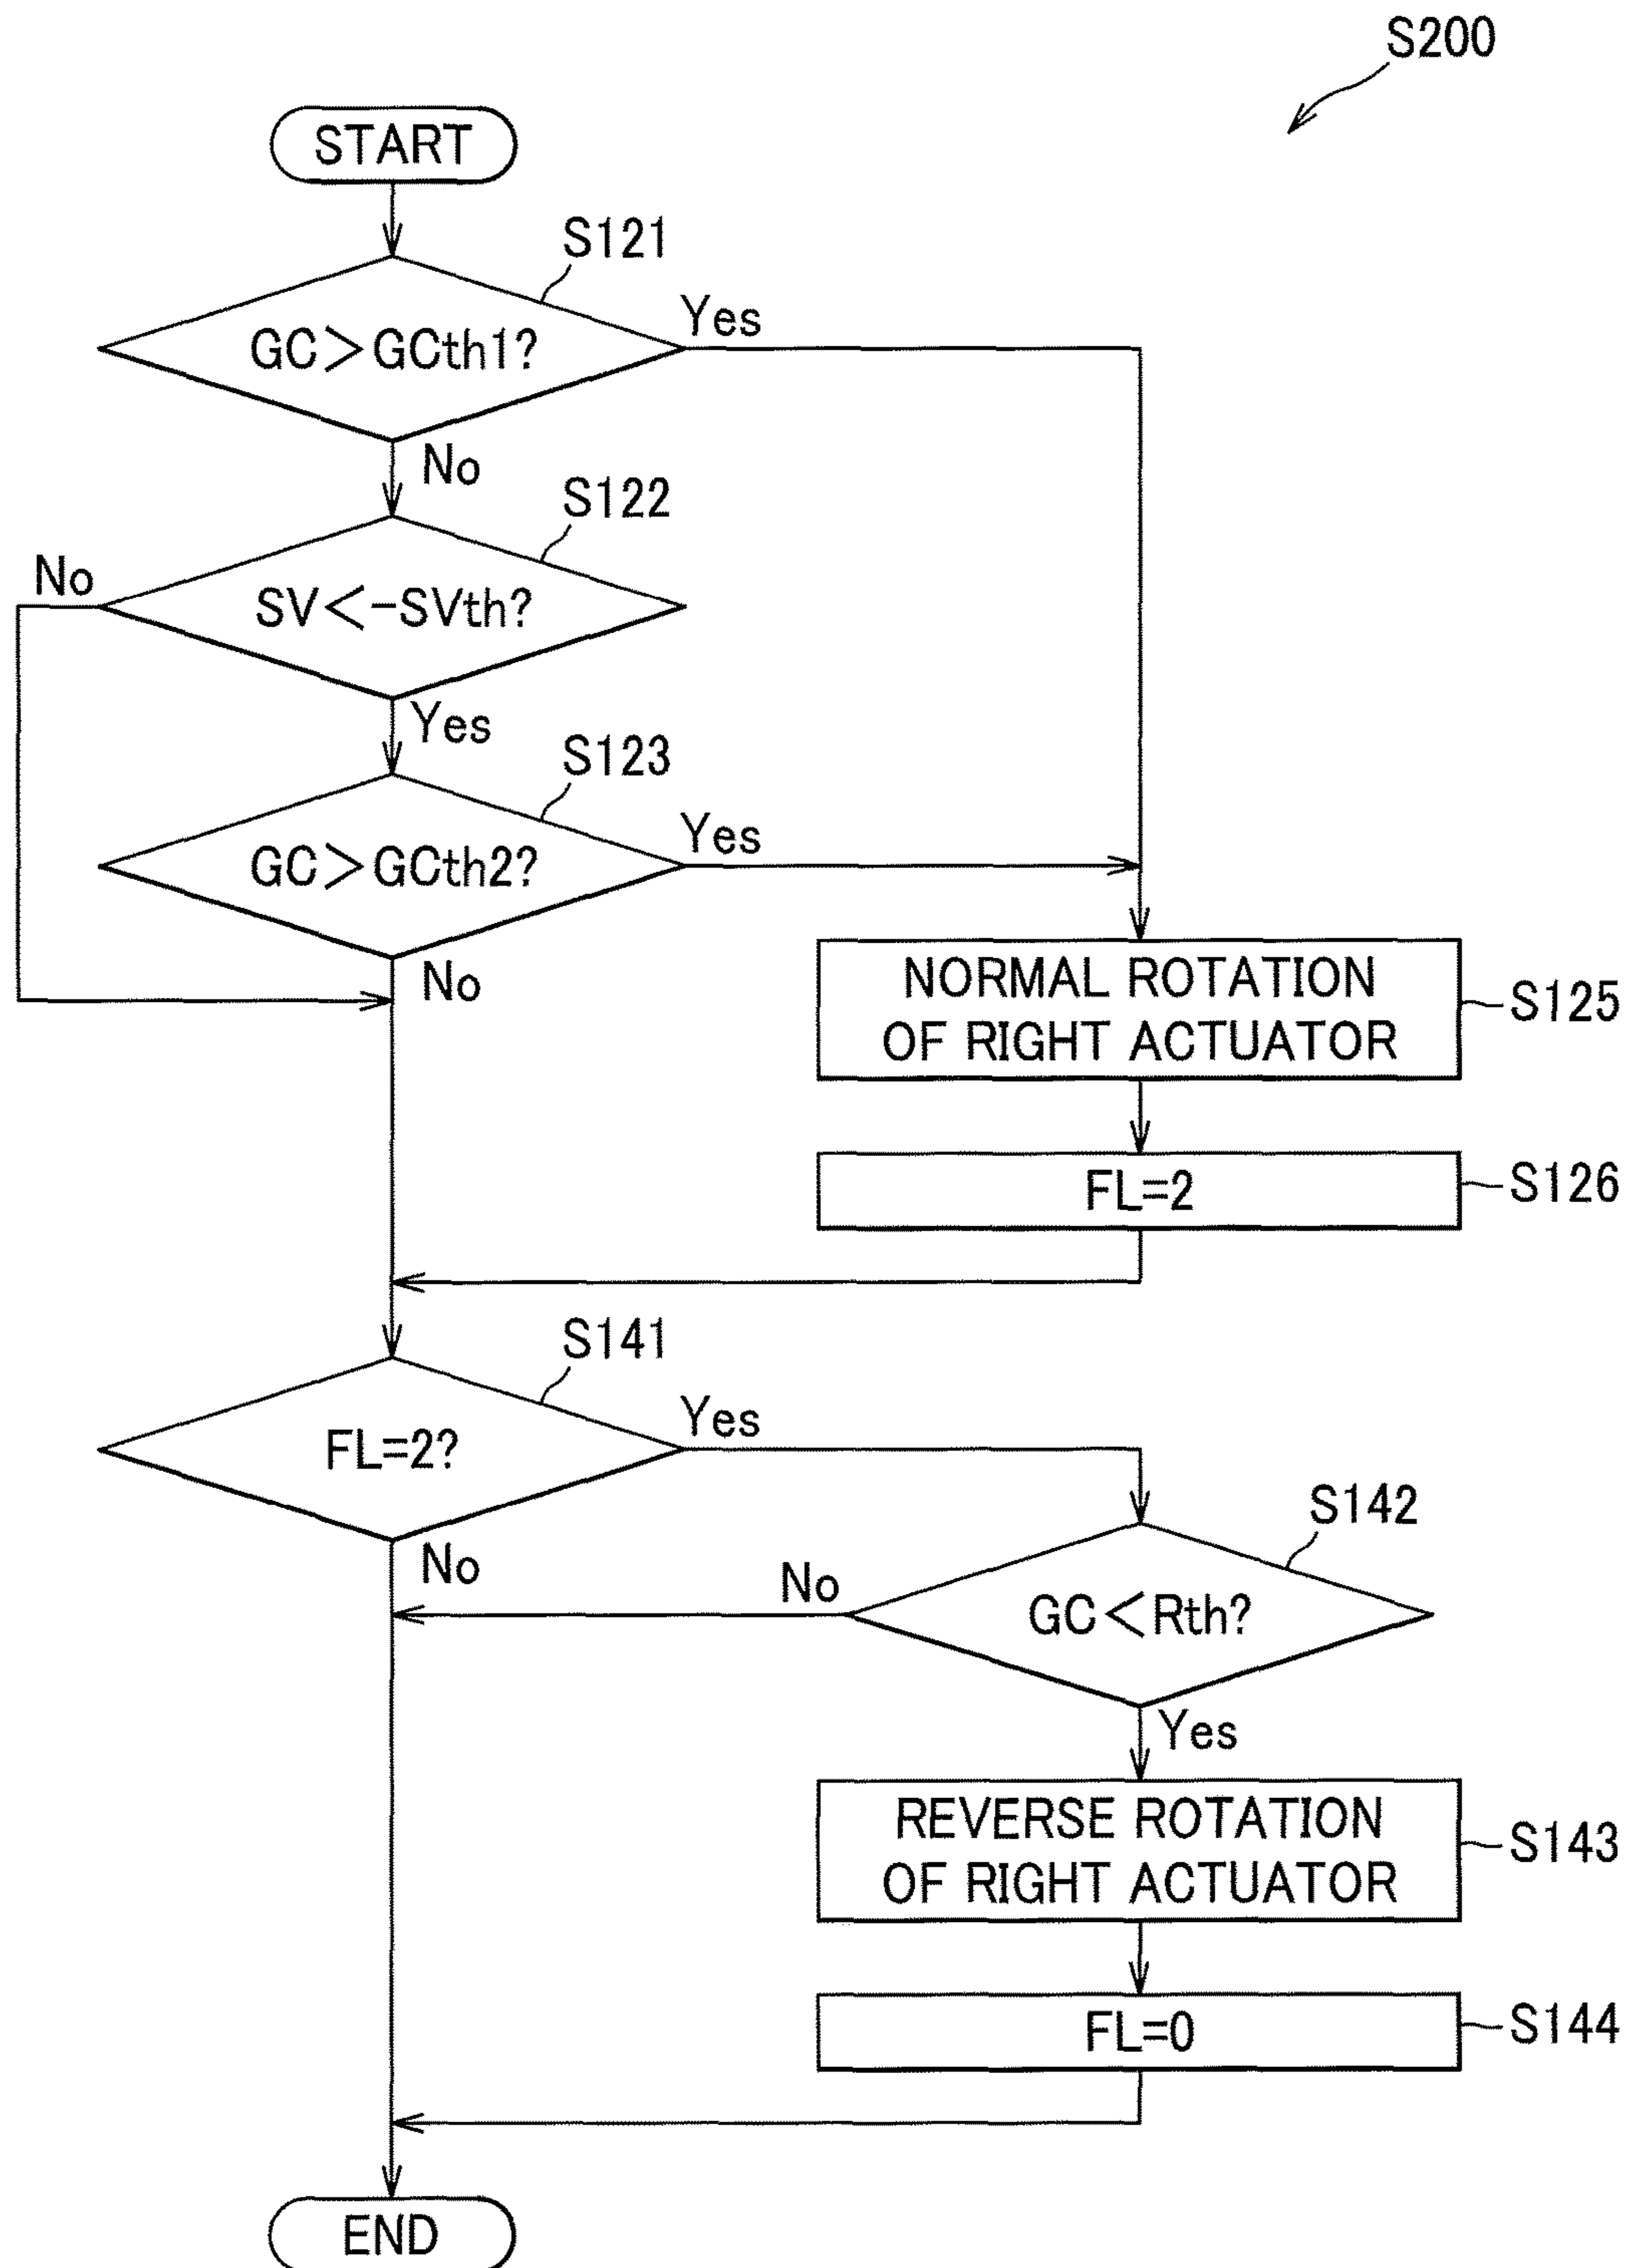 S200
START
S121
GC>GCth1?
Yes
No
S122
No
SV<-SVth?
Yes
S123
GC>GCth2?
Yes
No
NORMAL ROTATION
OF RIGHT ACTUATOR
S125
FL=2
S126
S141
FL=2?
Yes
No
S142
No
GC<Rth?
Yes
REVERSE ROTATION
OF RIGHT ACTUATOR
S143
FL=0
S144
END